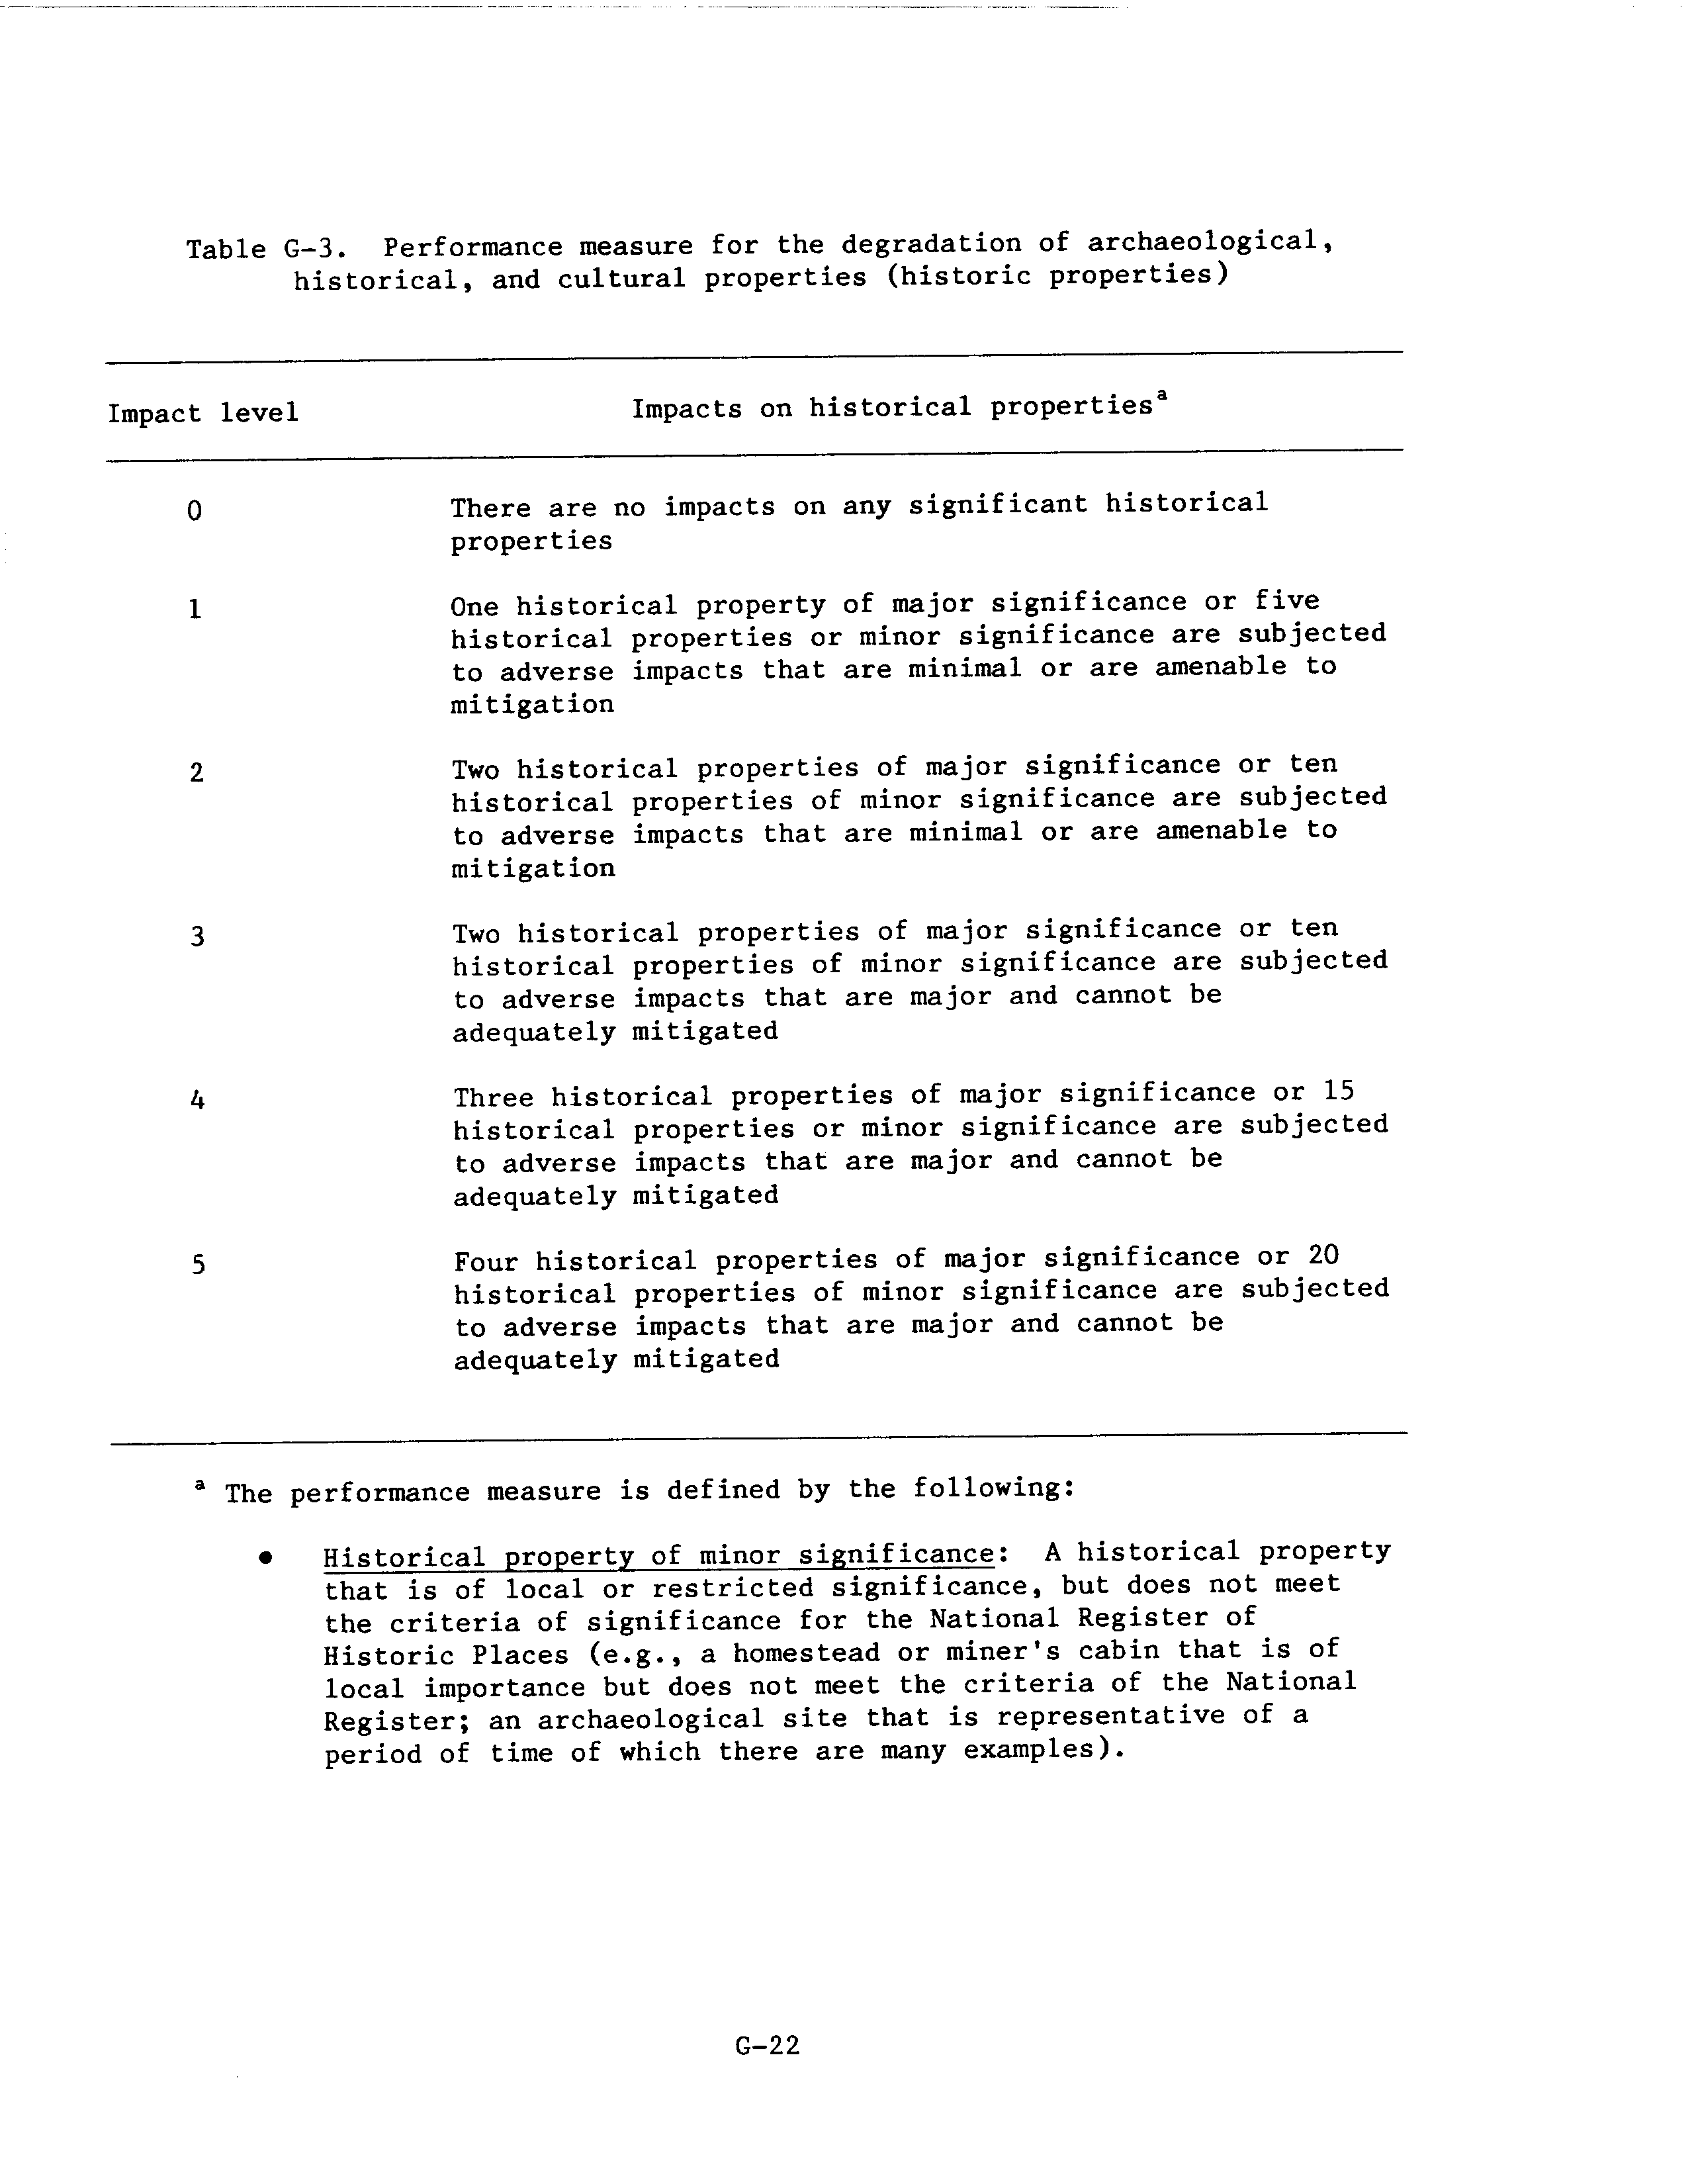 Table G-3. Performance measure for the degradation of archaeological,
historical, and cultural properties (historic properties)
Impact level Impacts on historical propertiesᵃ
0 There are no impacts on any significant historical
properties
1 One historical property of major significance or five
historical properties or minor significance are subjected
to adverse impacts that are minimal or are amenable to
mitigation
2 Two historical properties of major significance or ten
historical properties of minor significance are subjected
to adverse impacts that are minimal or are amenable to
mitigation
3 Two historical properties of major significance or ten
historical properties of minor significance are subjected
to adverse impacts that are major and cannot be
adequately mitigated
4 Three historical properties of major significance or 15
historical properties or minor significance are subjected
to adverse impacts that are major and cannot be
adequately mitigated
5 Four historical properties of major significance or 20
historical properties of minor significance are subjected
to adverse impacts that are major and cannot be
adequately mitigated
ᵃ The performance measure is defined by the following:
● Historical property of minor significance: A historical property
that is of local or restricted significance, but does not meet
the criteria of significance for the National Register of
Historic Places (e.g., a homestead or miner's cabin that is of
local importance but does not meet the criteria of the National
Register; an archaeological site that is representative of a
period of time of which there are many examples).
G-22